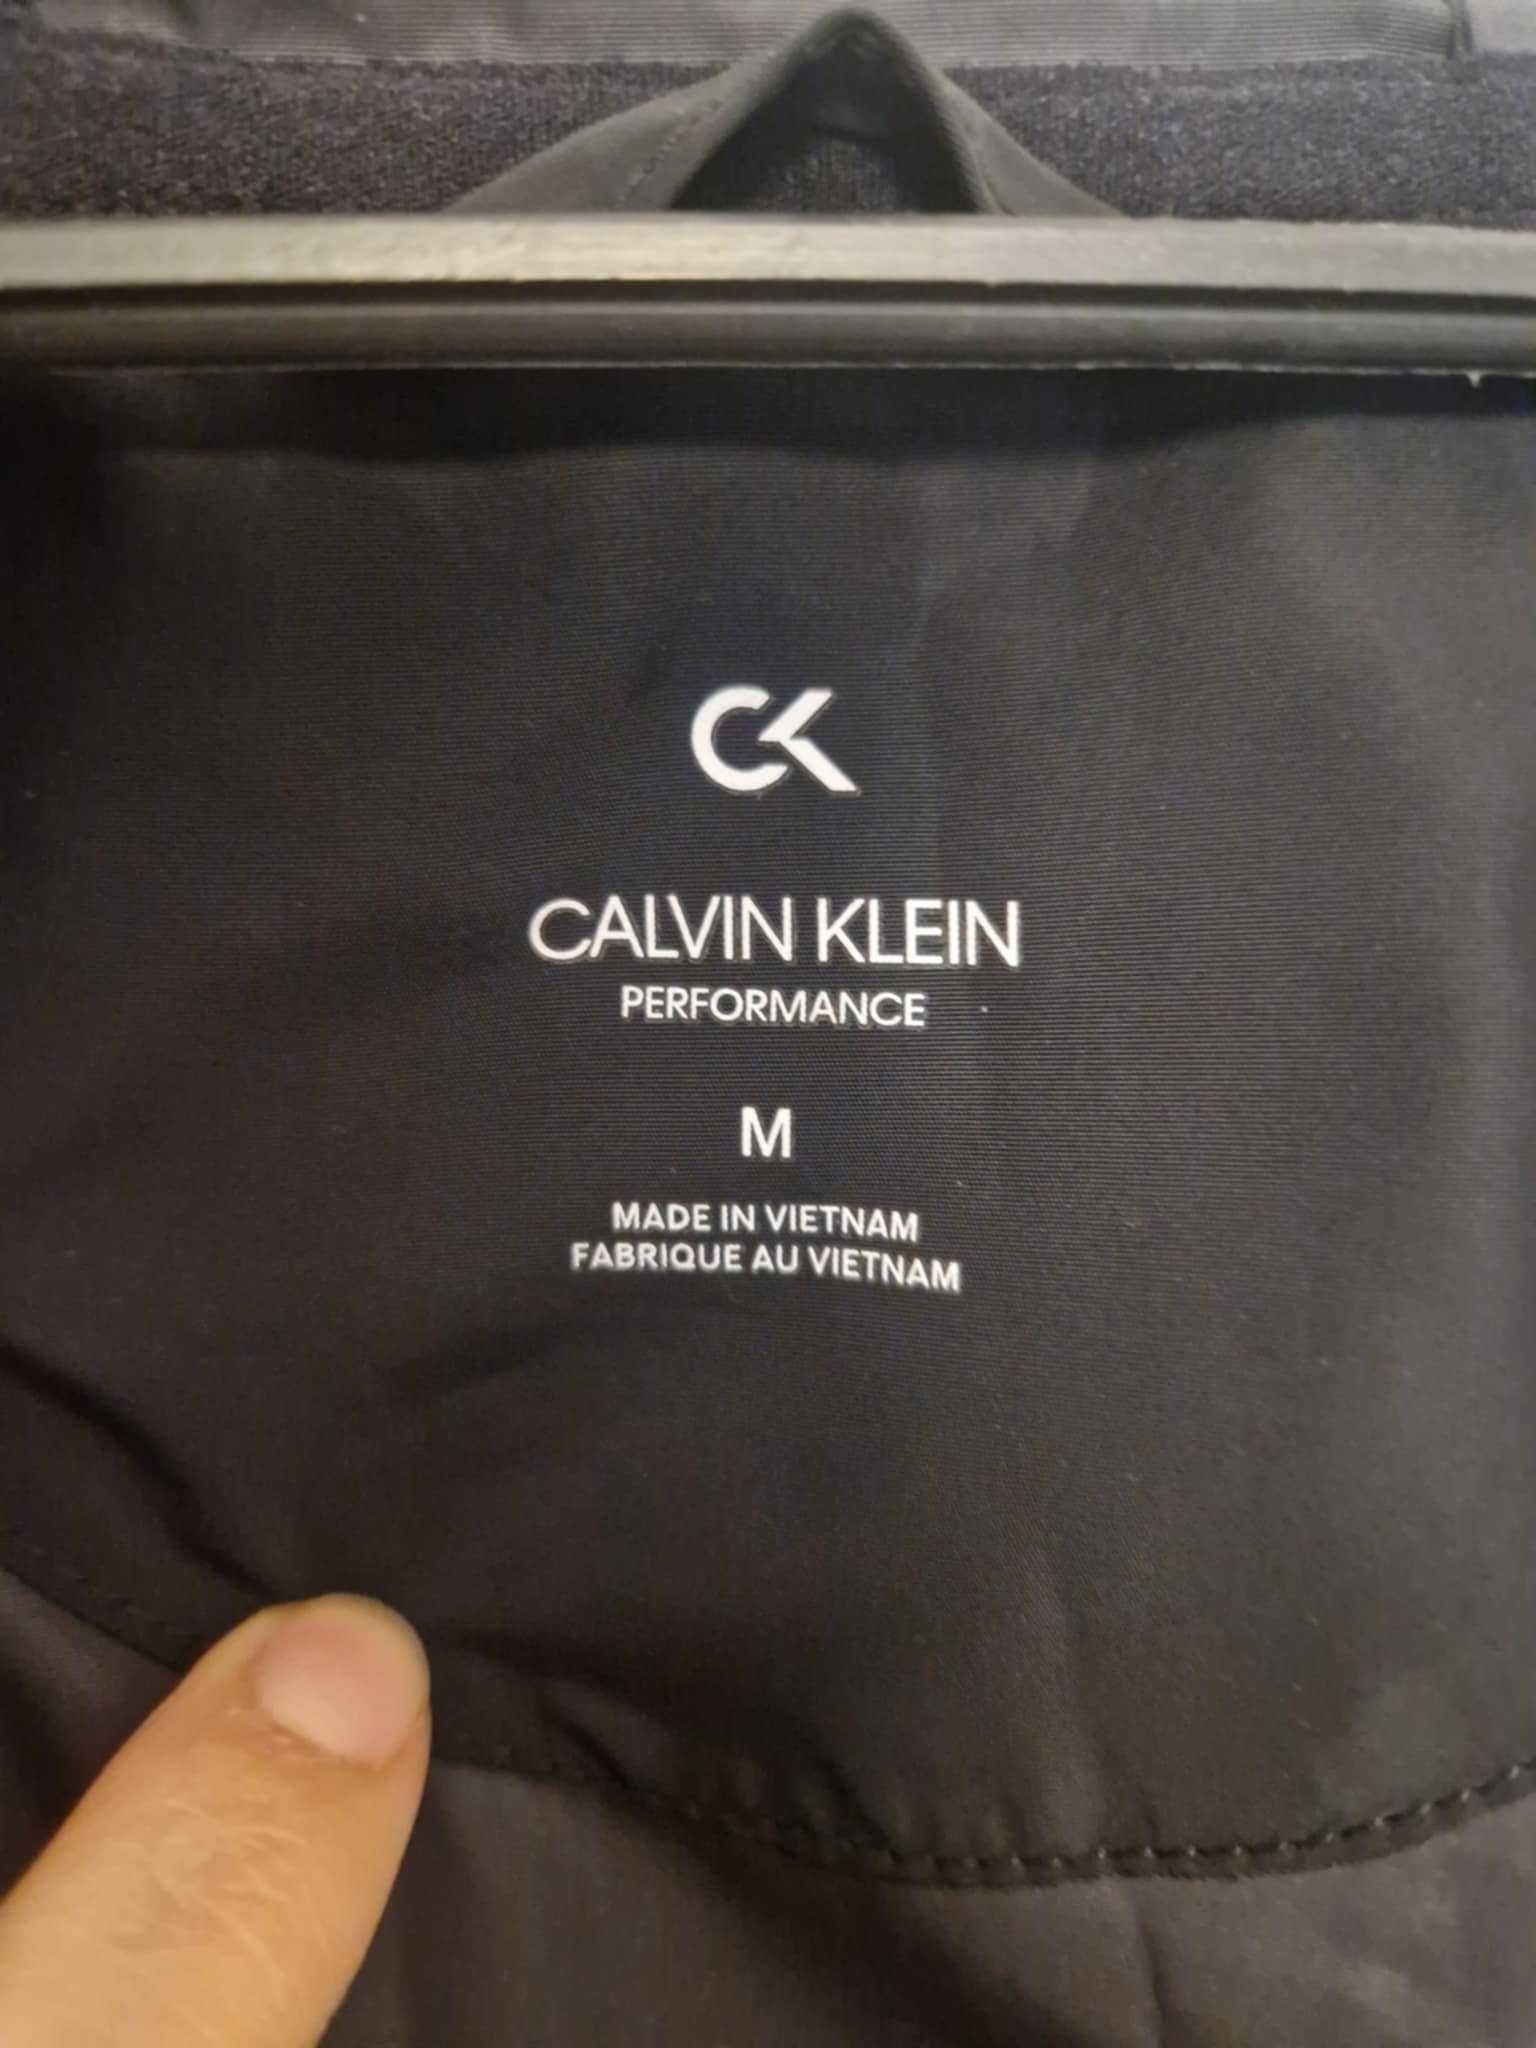 CK
CALVIN KLEIN
PERFORMANCE
M
MADE IN VIETNAM
FABRIQUE AU VIETNAM